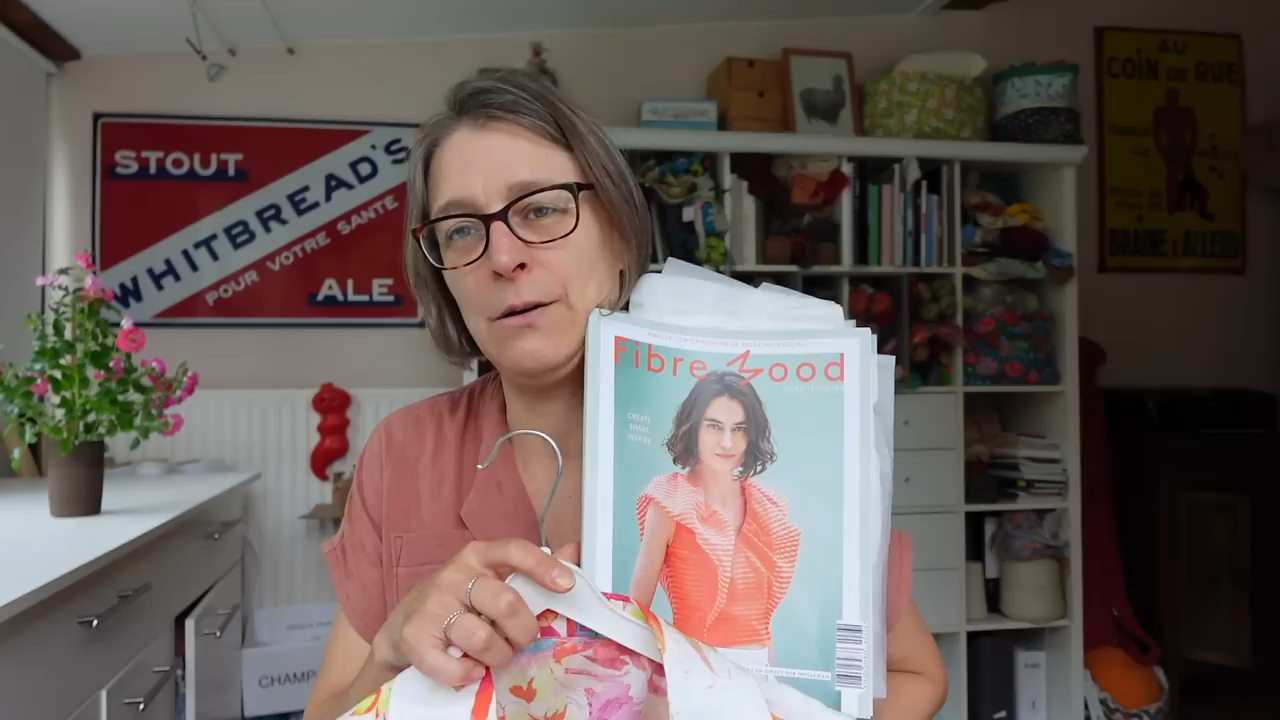 STOUT
WHITBREAD'S
POUR VOTRE SANTE
ALE
AU
COIN DE RUE
BRAINE L'ALLEUD
Fibre Mood
CREATE
SHARE
INSPIRE
CHAMP